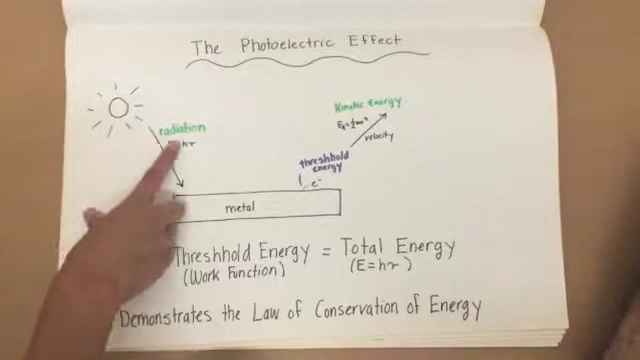 The Photoelectric Effect
Kinetic Energy
Eₖ=½mv²
velocity
radiation
hν
threshhold
energy
e⁻
metal
Threshhold Energy = Total Energy
(Work Function) (E=hν)
Demonstrates the Law of Conservation of Energy